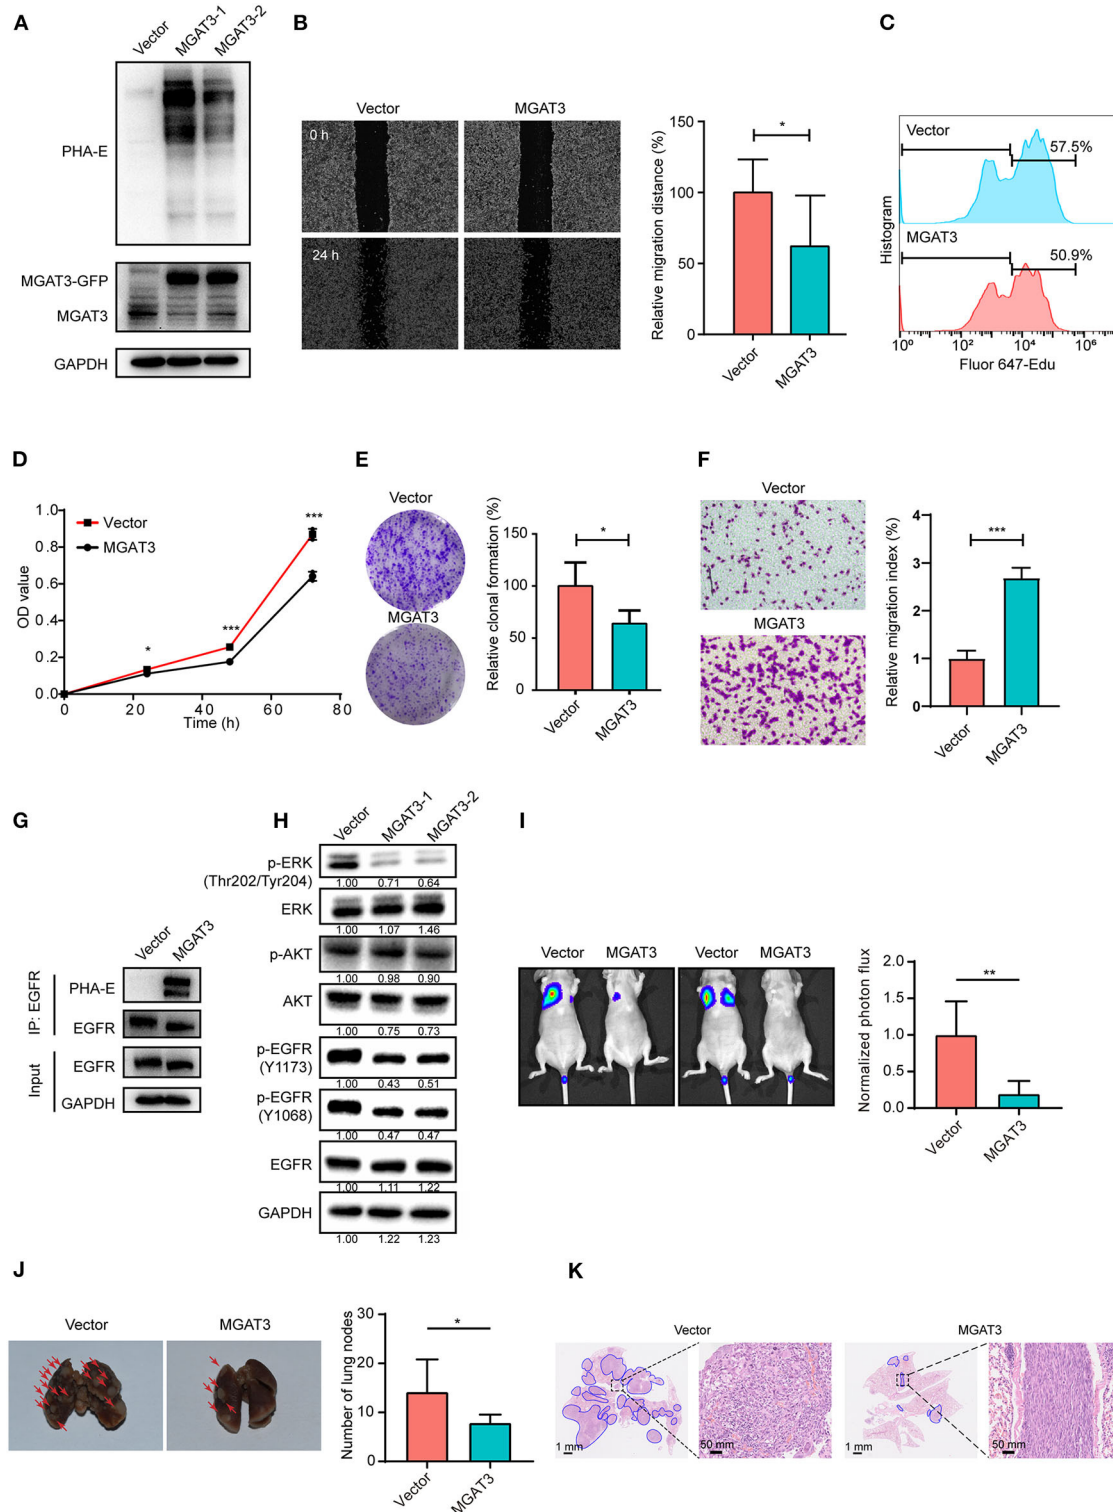 A
Vector
MGAT3-1
MGAT3-2
PHA-E
MGAT3-GFP
MGAT3
GAPDH
B
Vector
MGAT3
0 h
24 h
Relative migration distance (%)
150
100
50
0
*
Vector
MGAT3
C
Histogram
Vector
57.5%
MGAT3
50.9%
10⁰ 10² 10⁴ 10⁶
Fluor 647-Edu
D
OD value
1.0
0.8
0.6
0.4
0.2
0.0
Vector
MGAT3
*
***
***
0 20 40 60 80
Time (h)
E
Vector
MGAT3
Relative clonal formation (%)
150
100
50
0
*
Vector
MGAT3
F
Vector
MGAT3
Relative migration index (%)
4
3
2
1
0
***
Vector
MGAT3
G
Vector
MGAT3
IP: EGFR
PHA-E
EGFR
Input
EGFR
GAPDH
H
Vector
MGAT3-1
MGAT3-2
p-ERK
(Thr202/Tyr204)
1.00 0.71 0.64
ERK
1.00 1.07 1.46
p-AKT
1.00 0.98 0.90
AKT
1.00 0.75 0.73
p-EGFR
(Y1173)
1.00 0.43 0.51
p-EGFR
(Y1068)
1.00 0.47 0.47
EGFR
1.00 1.11 1.22
GAPDH
1.00 1.22 1.23
I
Vector MGAT3 Vector MGAT3
Normalized photon flux
2.0
1.5
1.0
0.5
0.0
**
Vector
MGAT3
J
Vector
MGAT3
Number of lung nodes
30
20
10
0
*
Vector
MGAT3
K
Vector
MGAT3
1 mm
50 mm
1 mm
50 mm